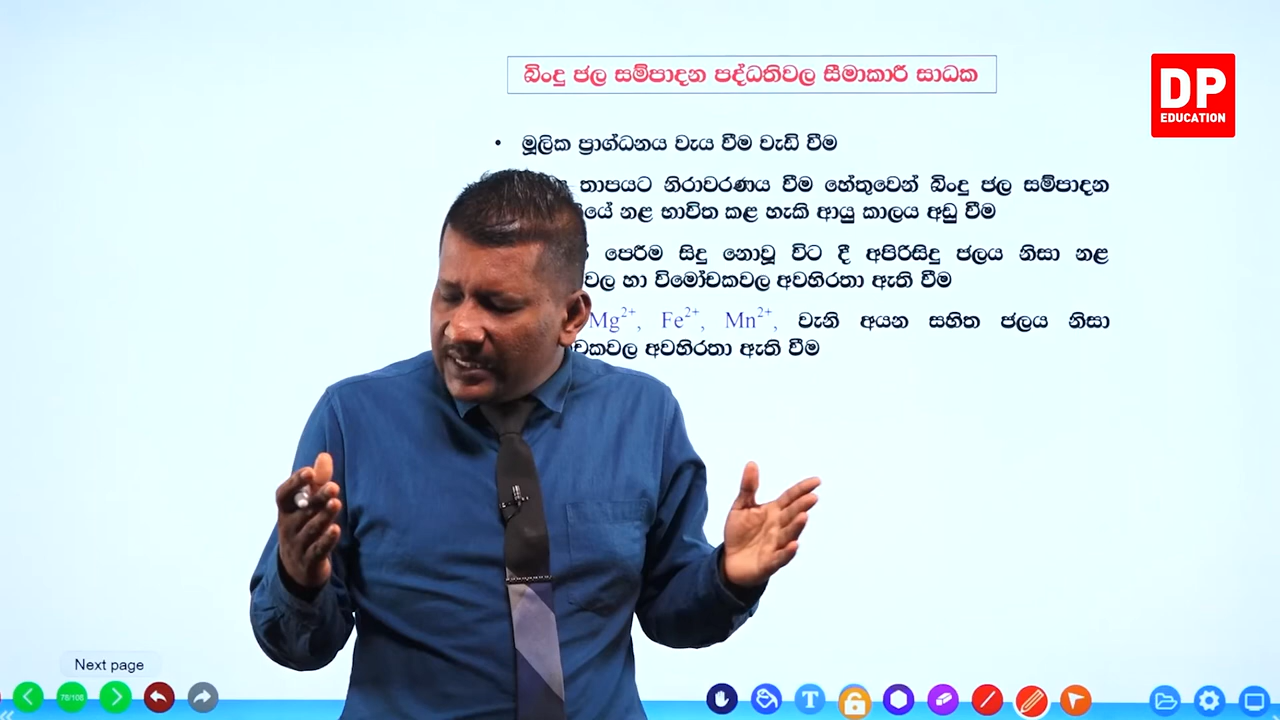 බිංදු ජල සම්පාදන පද්ධතිවල සීමාකාරී සාධක
DP
EDUCATION
• මූලික ප්‍රාග්ධනය වැය වීම වැඩි වීම
තාපයට නිරාවරණය වීම හේතුවෙන් බිංදු ජල සම්පාදන
නළ භාවිත කළ හැකි ආයු කාලය අඩු වීම
පෙරීම සිදු නොවූ විට දී අපිරිසිදු ජලය නිසා නළ
හා විමෝචකවල අවහිරතා ඇති වීම
Mg²⁺, Fe²⁺, Mn²⁺, වැනි අයන සහිත ජලය නිසා
අවහිරතා ඇති වීම
Next page
78/108
T